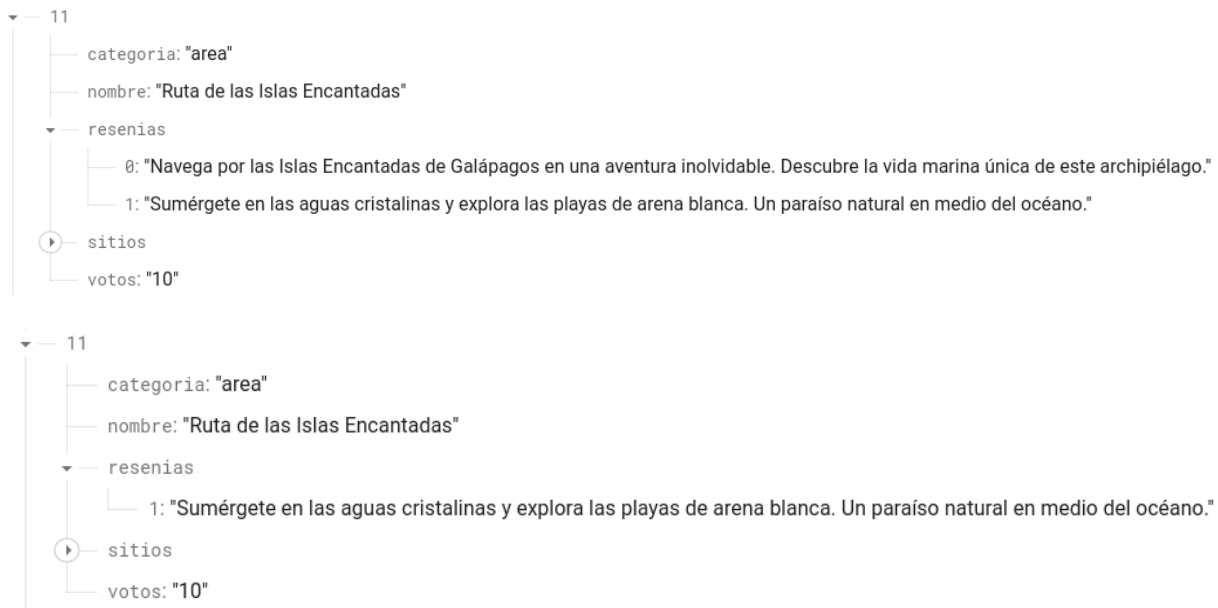 11
categoria: "area"
nombre: "Ruta de las Islas Encantadas"
resenias
0: "Navega por las Islas Encantadas de Galápagos en una aventura inolvidable. Descubre la vida marina única de este archipiélago."
1: "Sumérgete en las aguas cristalinas y explora las playas de arena blanca. Un paraíso natural en medio del océano."
sitios
votos: "10"
11
categoria: "area"
nombre: "Ruta de las Islas Encantadas"
resenias
1: "Sumérgete en las aguas cristalinas y explora las playas de arena blanca. Un paraíso natural en medio del océano."
sitios
votos: "10"